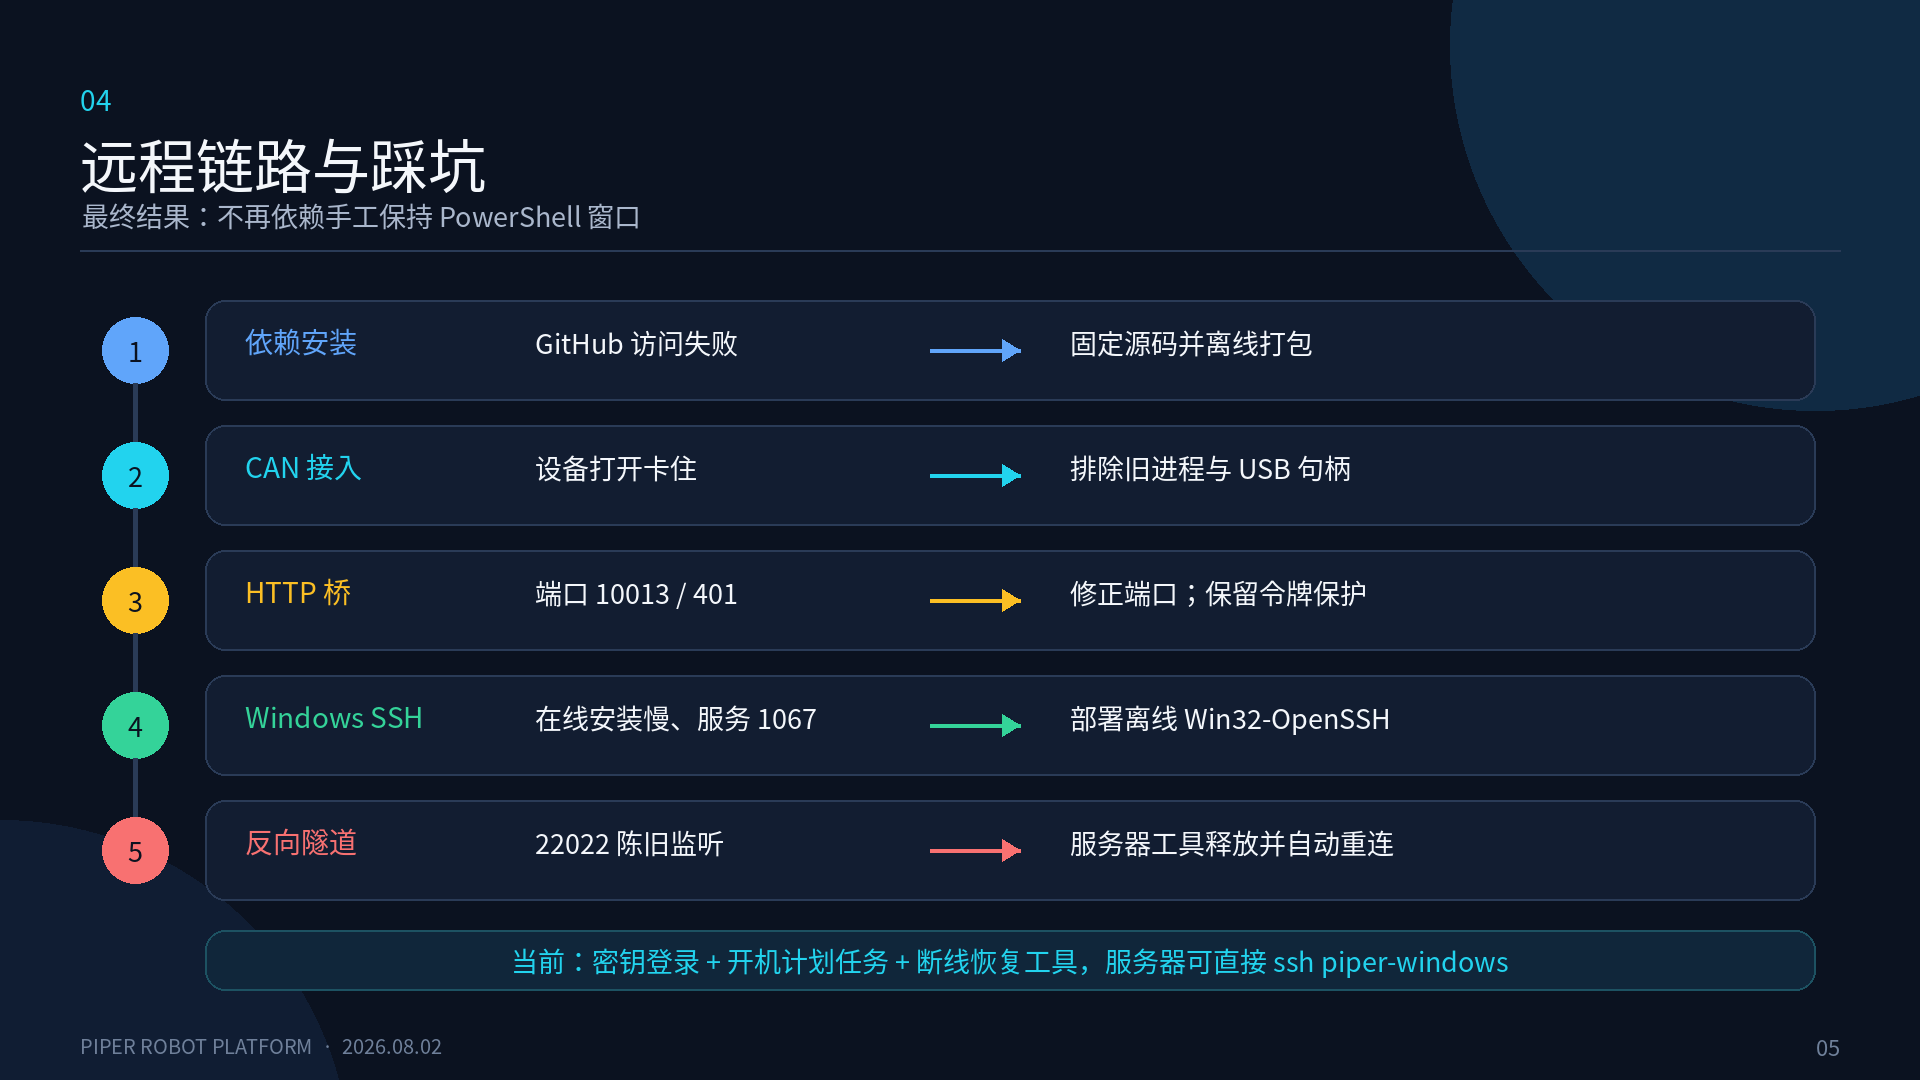 04
远程链路与踩坑
最终结果：不再依赖手工保持 PowerShell 窗口
1 依赖安装 GitHub 访问失败 固定源码并离线打包
2 CAN 接入 设备打开卡住 排除旧进程与 USB 句柄
3 HTTP 桥 端口 10013 / 401 修正端口；保留令牌保护
4 Windows SSH 在线安装慢、服务 1067 部署离线 Win32-OpenSSH
5 反向隧道 22022 陈旧监听 服务器工具释放并自动重连
当前：密钥登录 + 开机计划任务 + 断线恢复工具，服务器可直接 ssh piper-windows
PIPER ROBOT PLATFORM · 2026.08.02
05